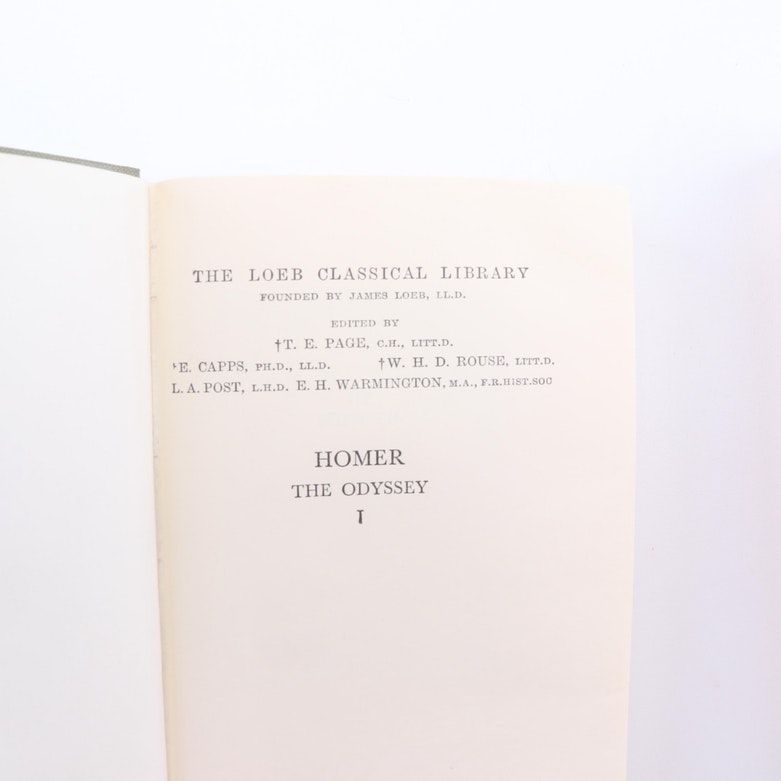 THE LOEB CLASSICAL LIBRARY
FOUNDED BY JAMES LOEB, LL.D.
EDITED BY
†T. E. PAGE, C.H., LITT.D.
†E. CAPPS, PH.D., LL.D. †W. H. D. ROUSE, LITT.D.
L. A. POST, L.H.D. E. H. WARMINGTON, M.A., F.R.HIST.SOC
HOMER
THE ODYSSEY
I